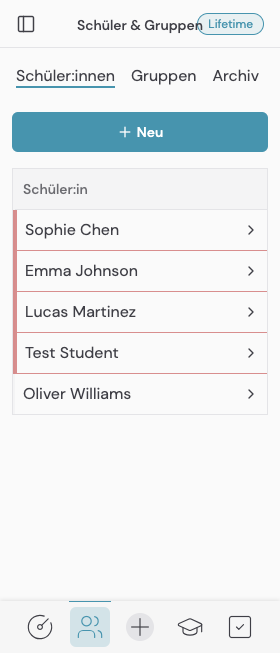 Schüler & Gruppen
Lifetime
Schüler:innen Gruppen Archiv
Neu
Schüler:in
Sophie Chen
Emma Johnson
Lucas Martinez
Test Student
Oliver Williams